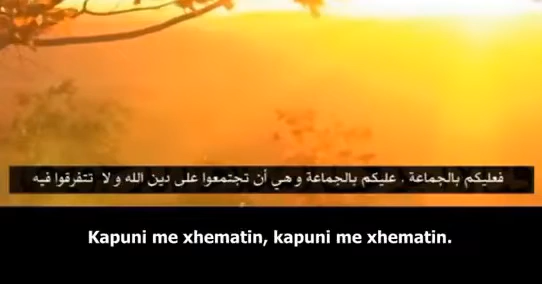 فعليكم بالجماعة . عليكم بالجماعة و هي أن تجتمعوا على دين الله و لا تتفرقوا فيه
Kapuni me xhematin, kapuni me xhematin.